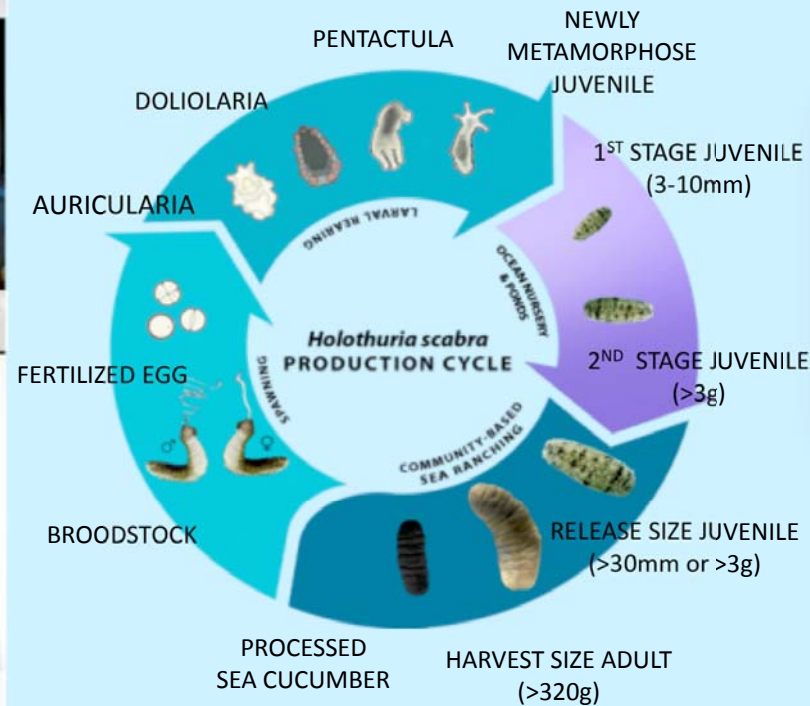 PENTACTULA
NEWLY
METAMORPHOSE
JUVENILE
DOLIOLARIA
1ST STAGE JUVENILE
(3-10mm)
AURICULARIA
LARVAL REARING
OCEAN NURSERY
& PONDS
Holothuria scabra
PRODUCTION CYCLE
FERTILIZED EGG
SPAWNING
2ND STAGE JUVENILE
(>3g)
COMMUNITY-BASED
SEA RANCHING
♂ ♀
BROODSTOCK
RELEASE SIZE JUVENILE
(>30mm or >3g)
PROCESSED
SEA CUCUMBER
HARVEST SIZE ADULT
(>320g)